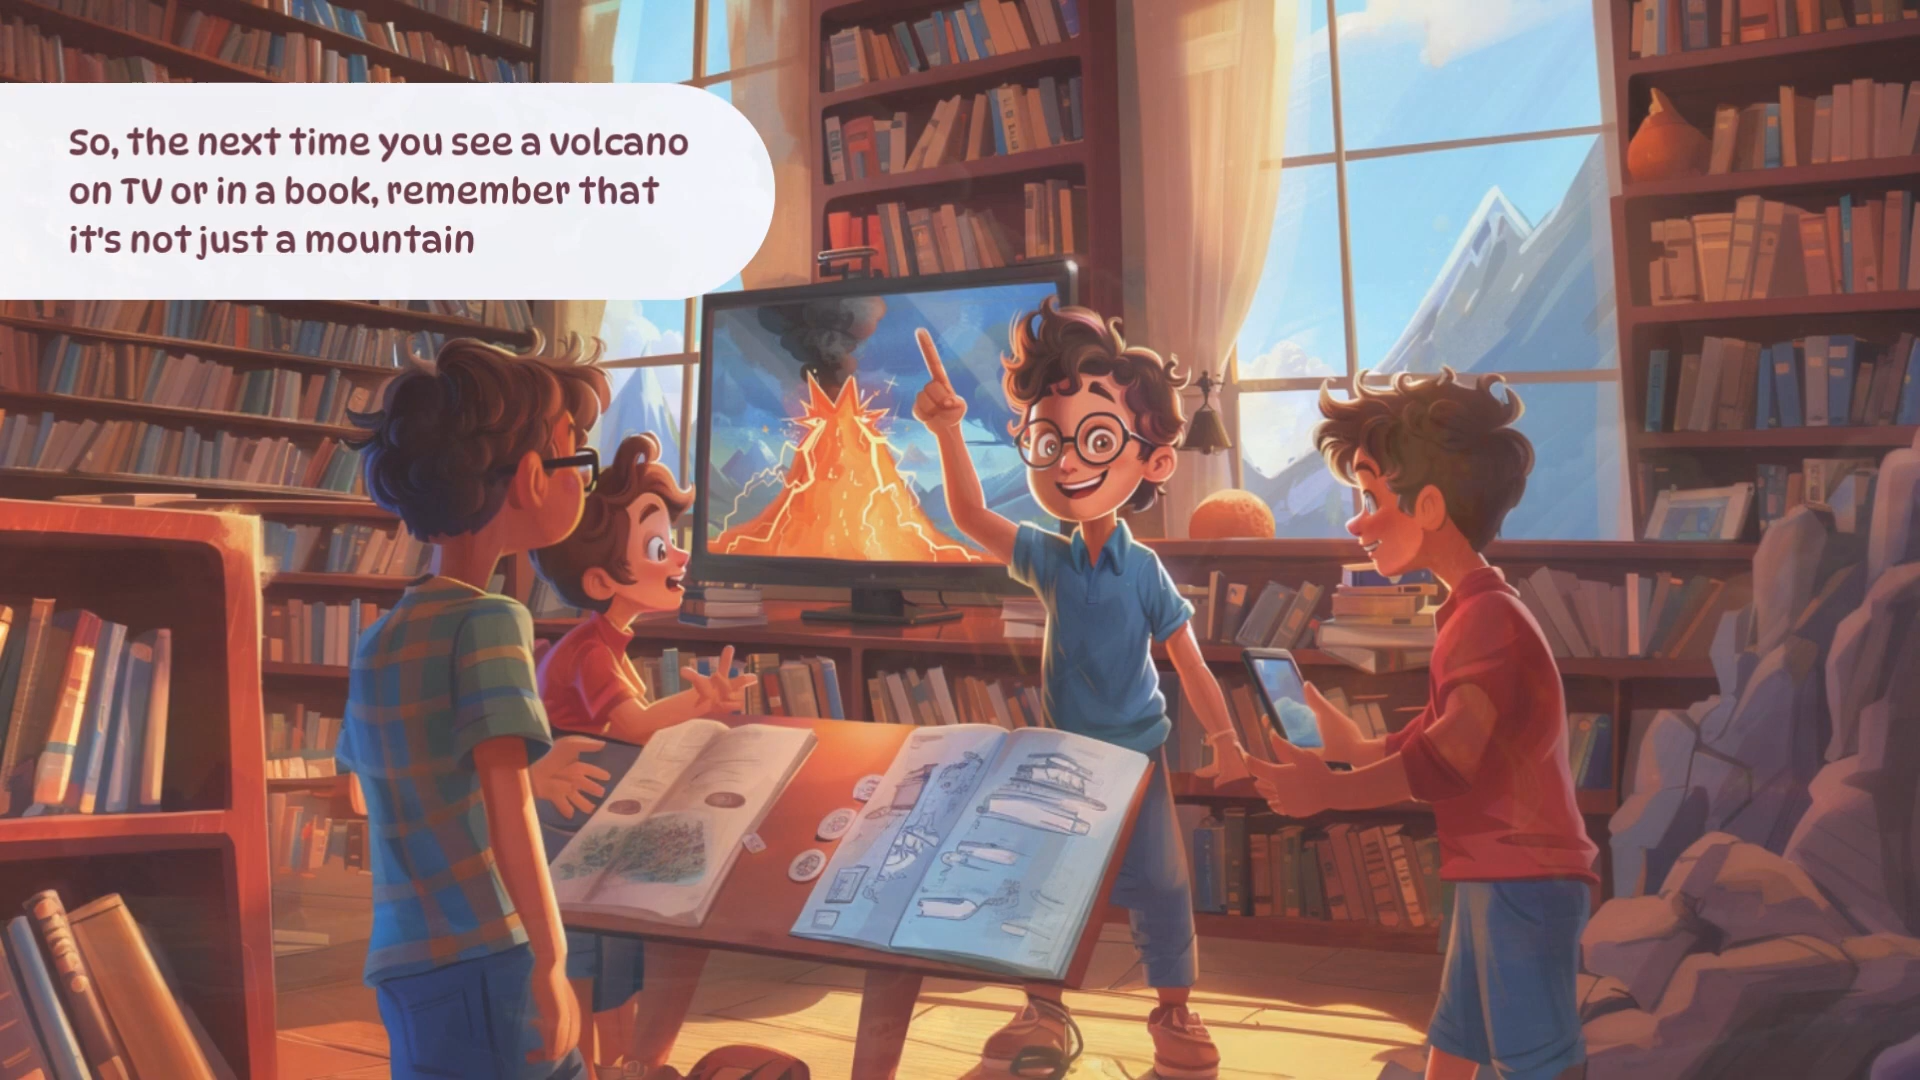 So, the next time you see a volcano
on TV or in a book, remember that
it's not just a mountain